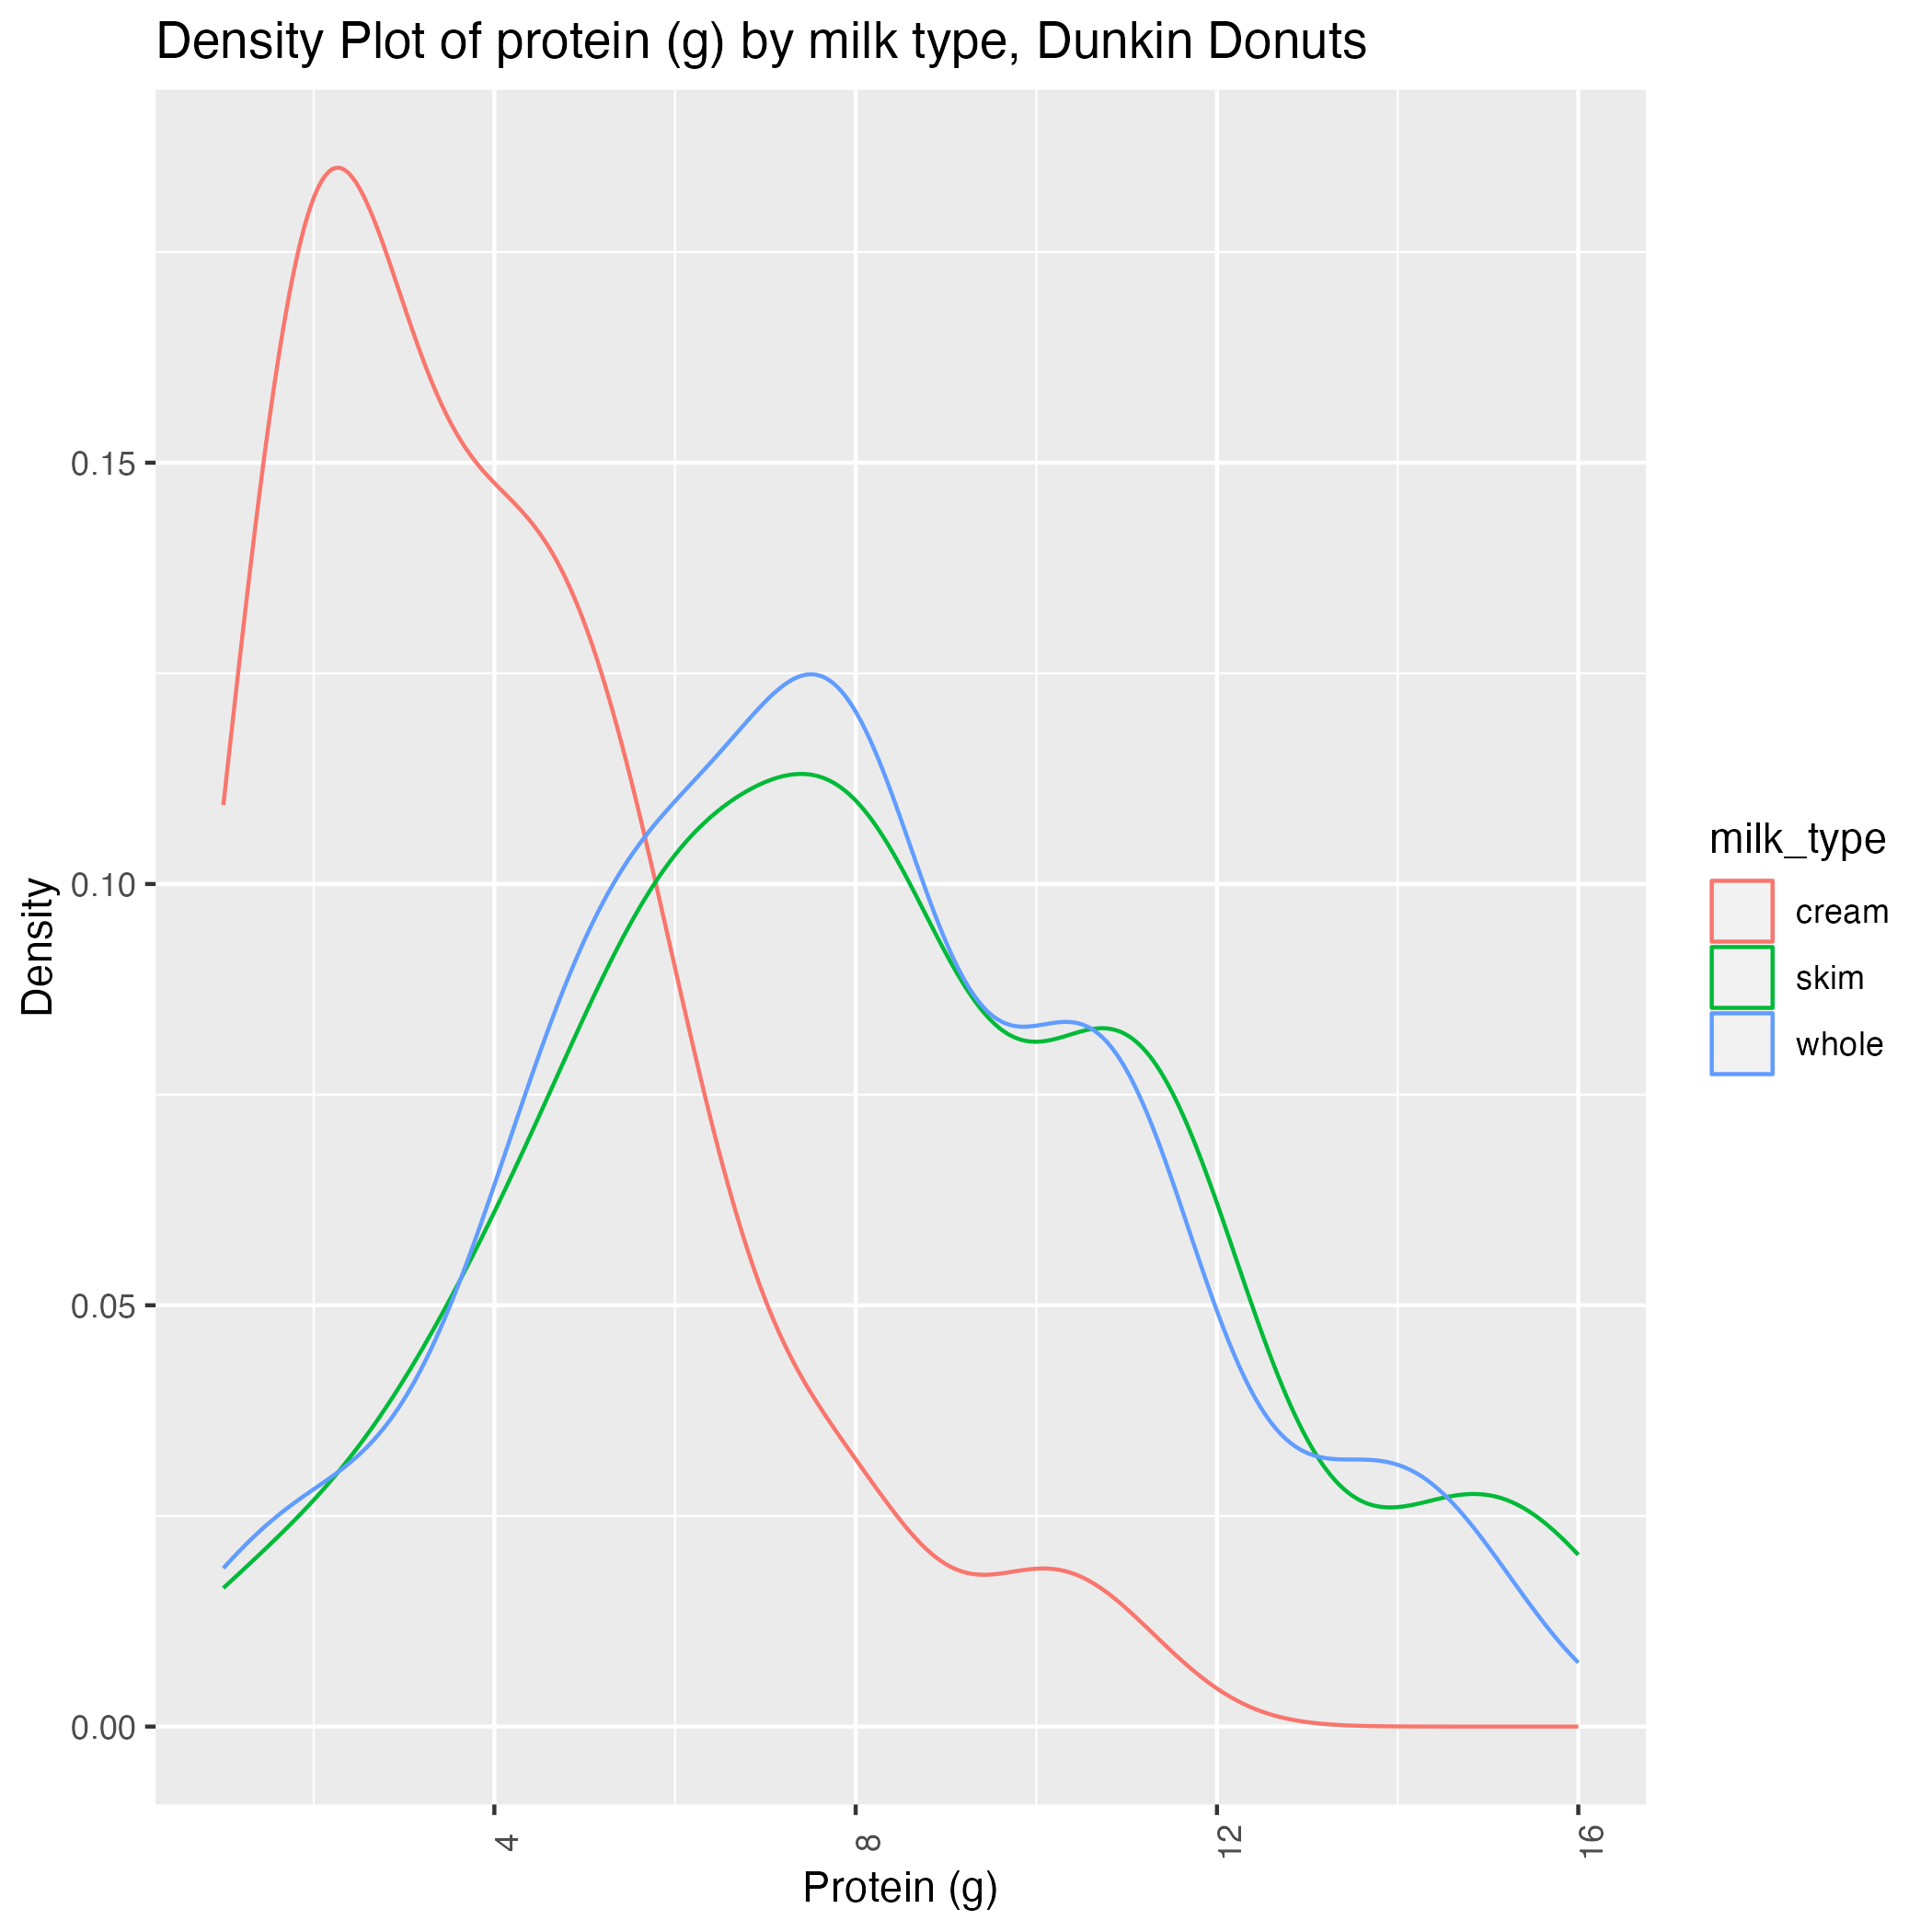 Density Plot of protein (g) by milk type, Dunkin Donuts
Density
0.15
0.10
0.05
0.00
4
8
12
16
Protein (g)
milk_type
cream
skim
whole